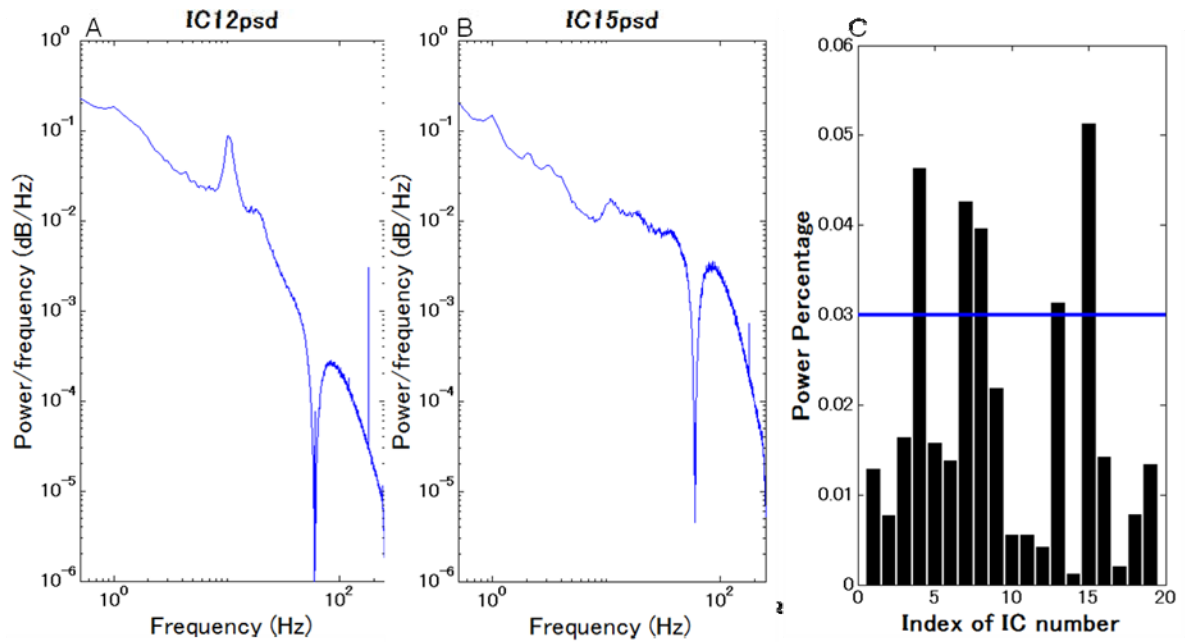 A
IC12psd
Power/frequency (dB/Hz)
10^0
10^-1
10^-2
10^-3
10^-4
10^-5
10^-6
10^0
10^2
Frequency (Hz)
B
IC15psd
Power/frequency (dB/Hz)
10^0
10^-1
10^-2
10^-3
10^-4
10^-5
10^-6
10^0
10^2
Frequency (Hz)
C
Power Percentage
0.06
0.05
0.04
0.03
0.02
0.01
0
0
5
10
15
20
Index of IC number